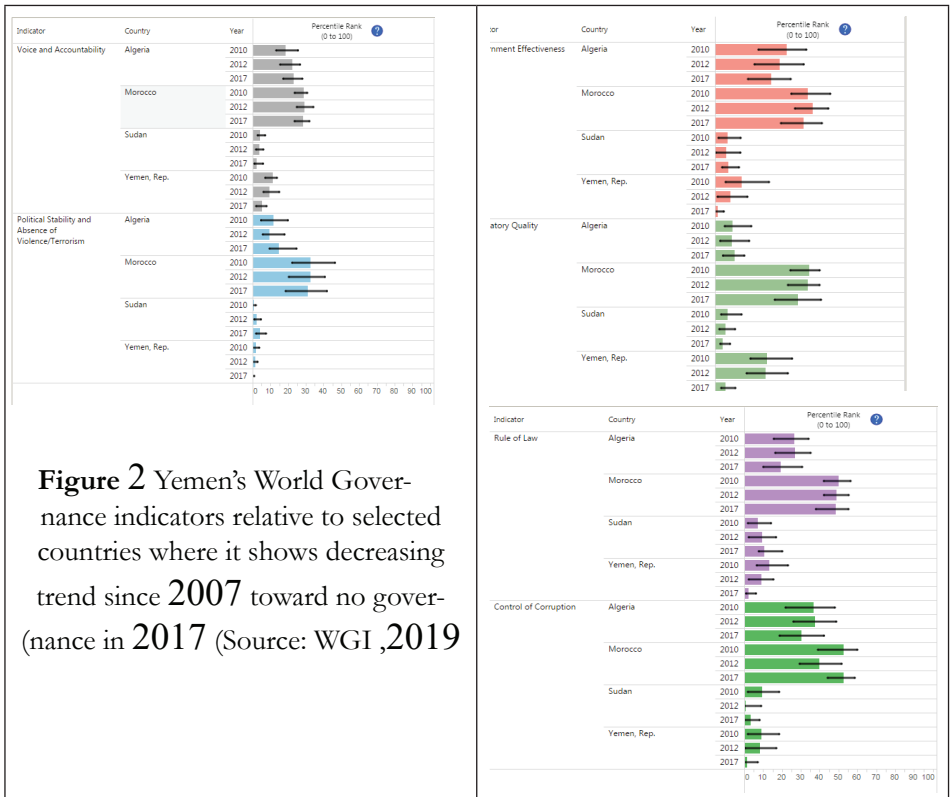 Indicator Country Year Percentile Rank
(0 to 100) ?
Voice and Accountability Algeria 2010
2012
2017
Morocco 2010
2012
2017
Sudan 2010
2012
2017
Yemen, Rep. 2010
2012
2017
Political Stability and Absence of Violence/Terrorism Algeria 2010
2012
2017
Morocco 2010
2012
2017
Sudan 2010
2012
2017
Yemen, Rep. 2010
2012
2017
0 10 20 30 40 50 60 70 80 90 100
Figure 2 Yemen's World Gover-
nance indicators relative to selected
countries where it shows decreasing
trend since 2007 toward no gover-
(nance in 2017 (Source: WGI ,2019
or Country Year Percentile Rank
(0 to 100) ?
nment Effectiveness Algeria 2010
2012
2017
Morocco 2010
2012
2017
Sudan 2010
2012
2017
Yemen, Rep. 2010
2012
2017
atory Quality Algeria 2010
2012
2017
Morocco 2010
2012
2017
Sudan 2010
2012
2017
Yemen, Rep. 2010
2012
2017
Indicator Country Year Percentile Rank
(0 to 100) ?
Rule of Law Algeria 2010
2012
2017
Morocco 2010
2012
2017
Sudan 2010
2012
2017
Yemen, Rep. 2010
2012
2017
Control of Corruption Algeria 2010
2012
2017
Morocco 2010
2012
2017
Sudan 2010
2012
2017
Yemen, Rep. 2010
2012
2017
0 10 20 30 40 50 60 70 80 90 100